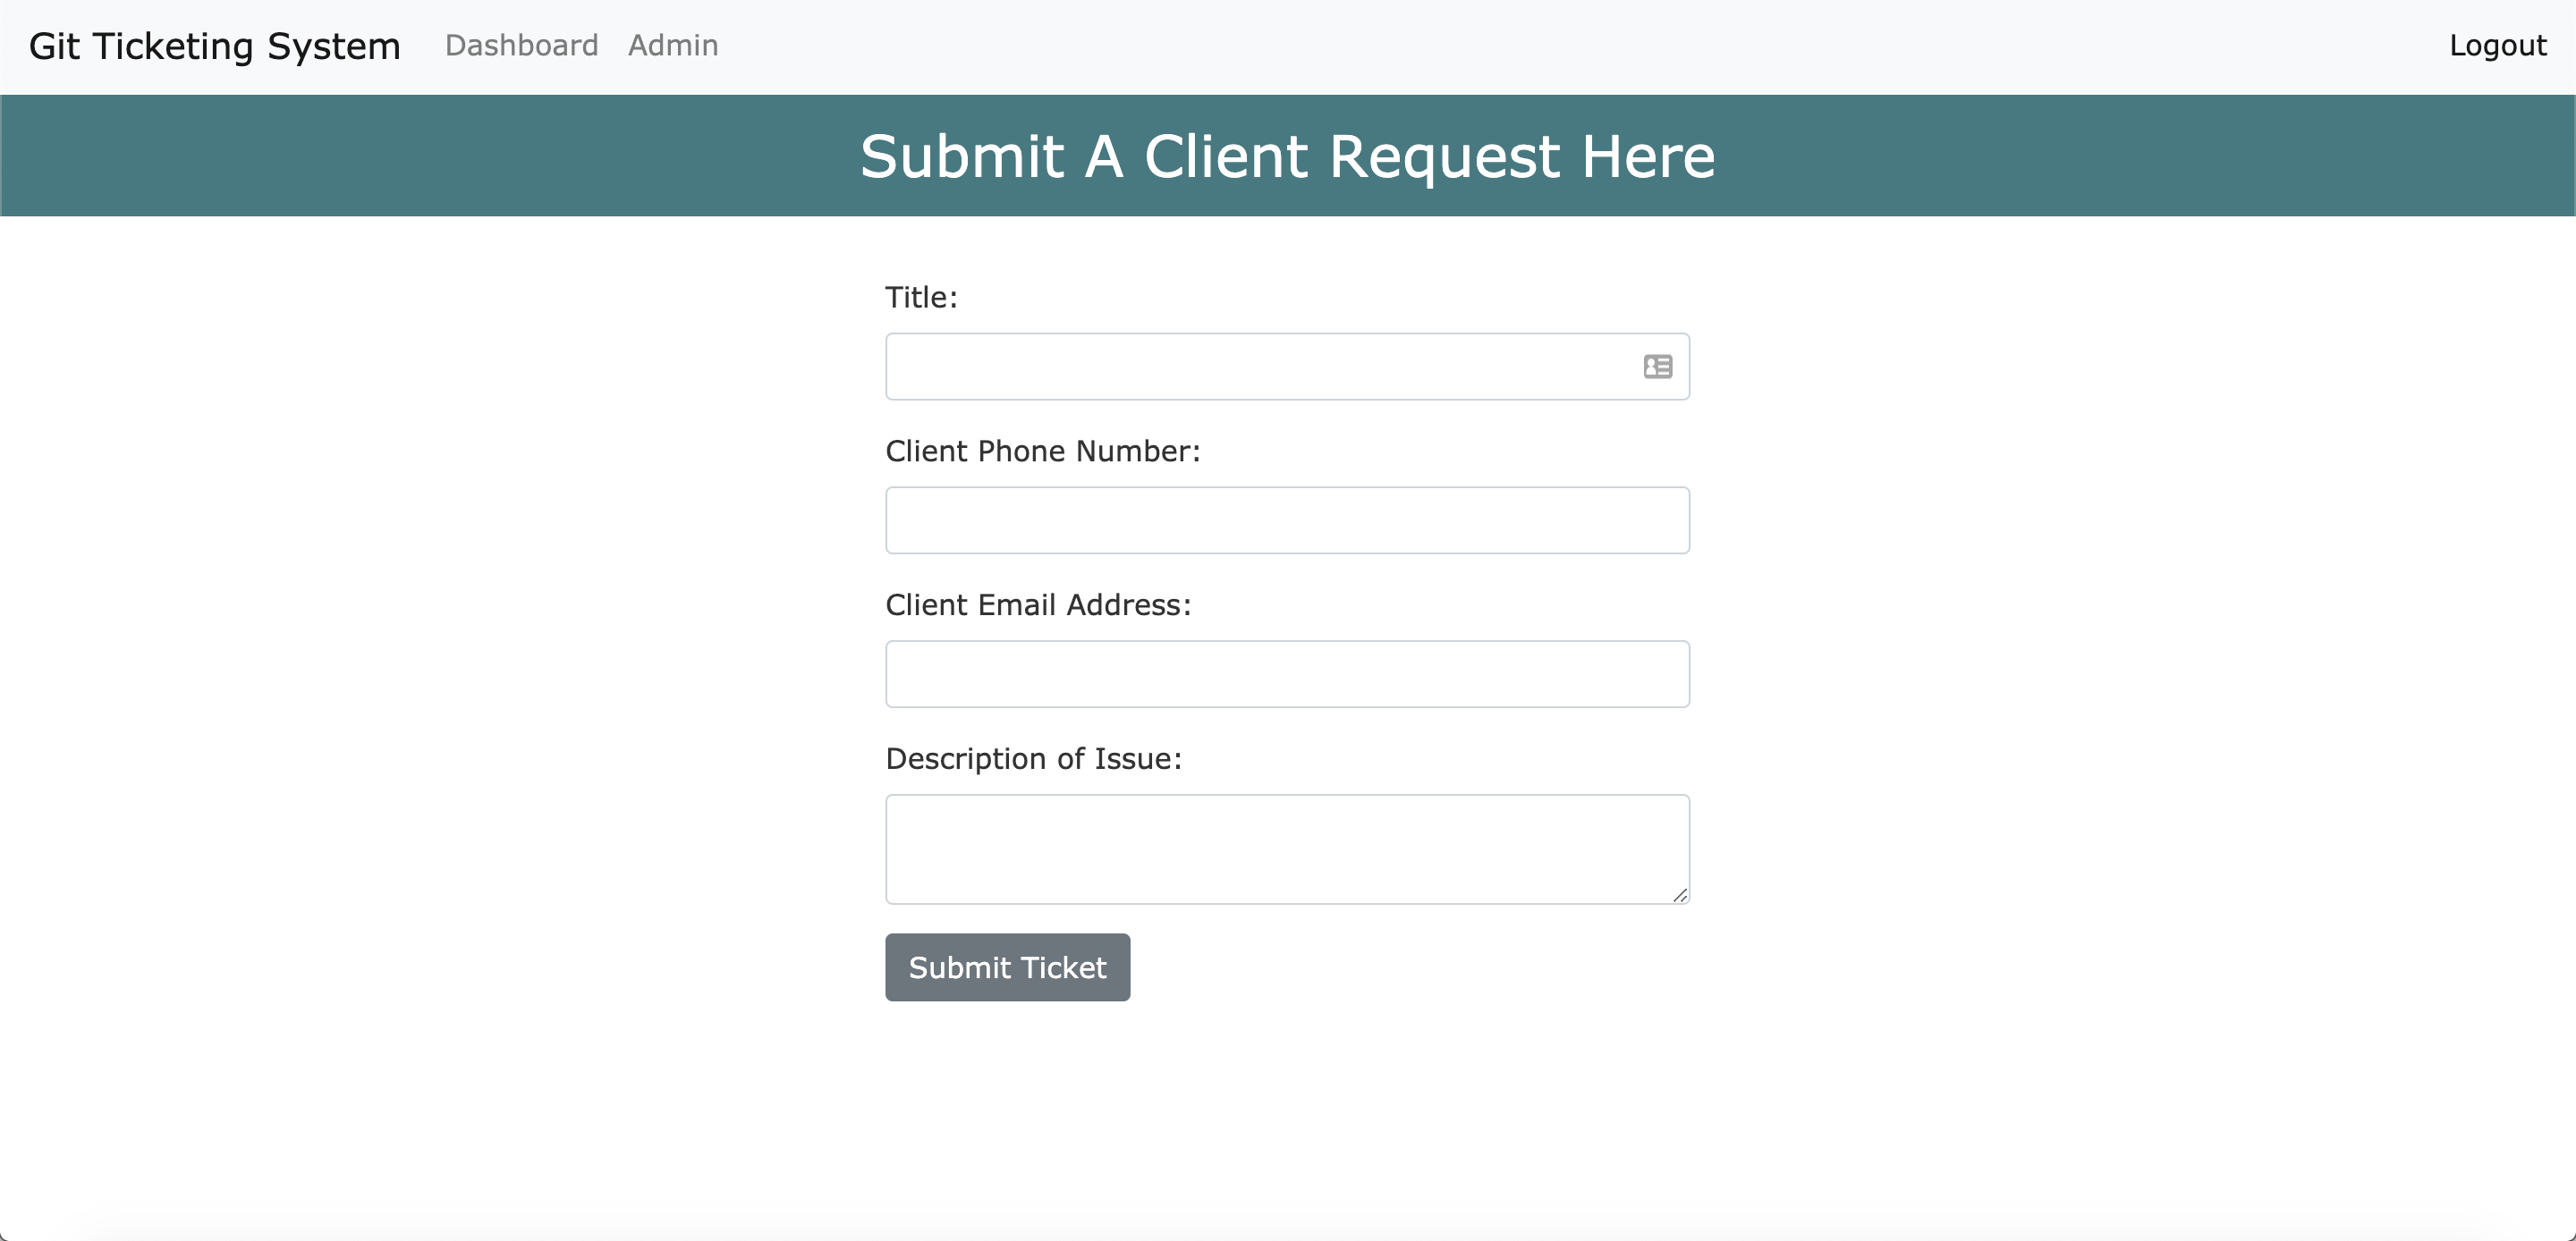 Git Ticketing System Dashboard Admin Logout
Submit A Client Request Here
Title:
Client Phone Number:
Client Email Address:
Description of Issue:
Submit Ticket